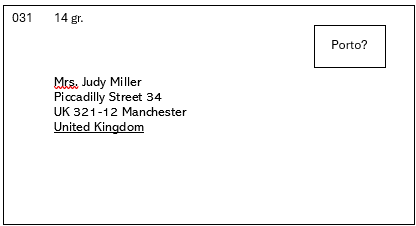 031 14 gr.
Porto?
Mrs. Judy Miller
Piccadilly Street 34
UK 321-12 Manchester
United Kingdom